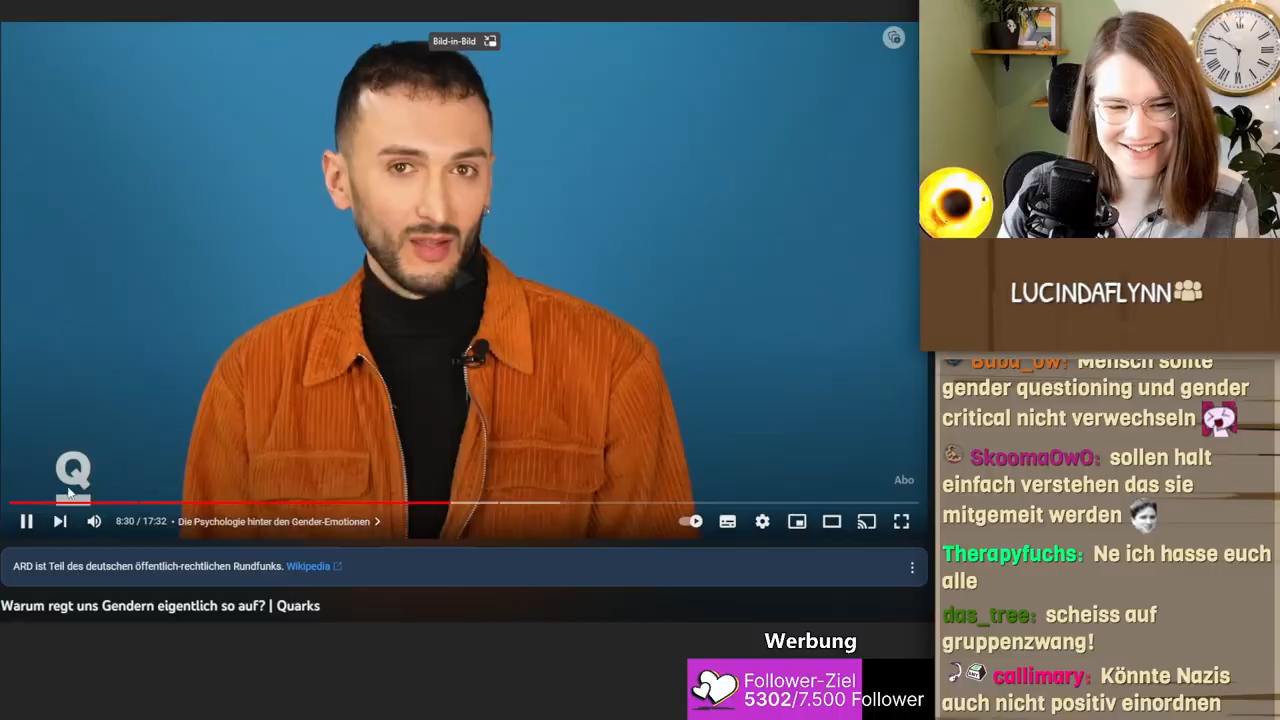 Bild-in-Bild
LUCINDAFLYNN
Buba_ow: Mensch sollte
gender questioning und gender
critical nicht verwechseln
SkoomaOwO: sollen halt
einfach verstehen das sie
mitgemeit werden
Therapyfuchs: Ne ich hasse euch
alle
das_tree: scheiss auf
gruppenzwang!
callimary: Könnte Nazis
auch nicht positiv einordnen
Q
Abo
8:30 / 17:32 • Die Psychologie hinter den Gender-Emotionen
ARD ist Teil des deutschen öffentlich-rechtlichen Rundfunks. Wikipedia
Warum regt uns Gendern eigentlich so auf? | Quarks
Werbung
Follower-Ziel
5302/7.500 Follower